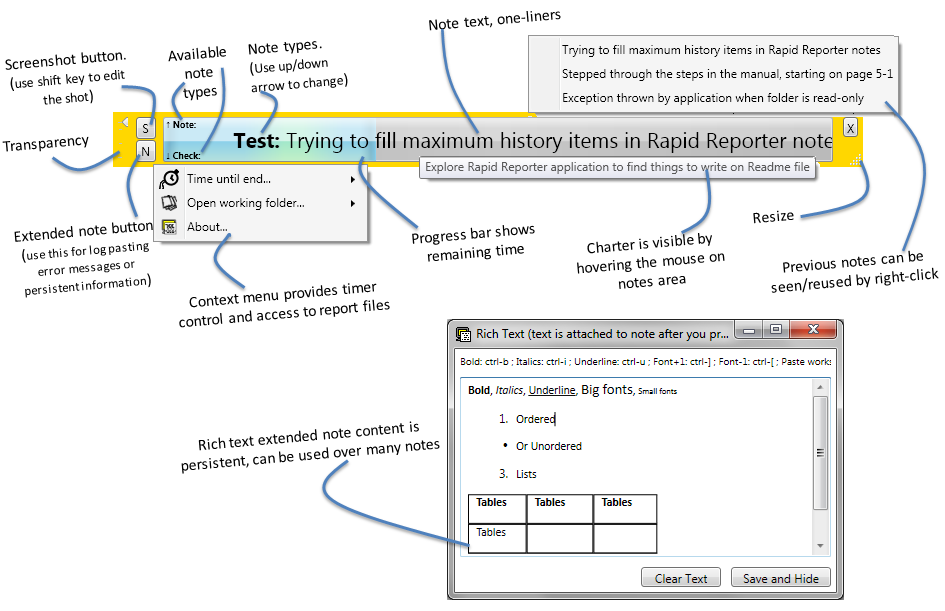 Note text, one-liners
Screenshot button.
(use shift key to edit
the shot)
Available
note
types
Note types.
(Use up/down
arrow to change)
Trying to fill maximum history items in Rapid Reporter notes
Stepped through the steps in the manual, starting on page 5-1
Exception thrown by application when folder is read-only
Transparency
S
N
↑ Note:
Test: Trying to fill maximum history items in Rapid Reporter note
↓ Check:
X
Explore Rapid Reporter application to find things to write on Readme file
Time until end...
Open working folder...
About...
Extended note button
(use this for log pasting
error messages or
persistent information)
Context menu provides timer
control and access to report files
Progress bar shows
remaining time
Charter is visible by
hovering the mouse on
notes area
Resize
Previous notes can be
seen/reused by right-click
Rich Text (text is attached to note after you pr...
Bold: ctrl-b ; Italics: ctrl-i ; Underline: ctrl-u ; Font+1: ctrl-] ; Font-1: ctrl-[ ; Paste works
Bold, Italics, Underline, Big fonts, Small fonts
1. Ordered
• Or Unordered
3. Lists
Tables Tables Tables
Tables
Clear Text Save and Hide
Rich text extended note content is
persistent, can be used over many notes